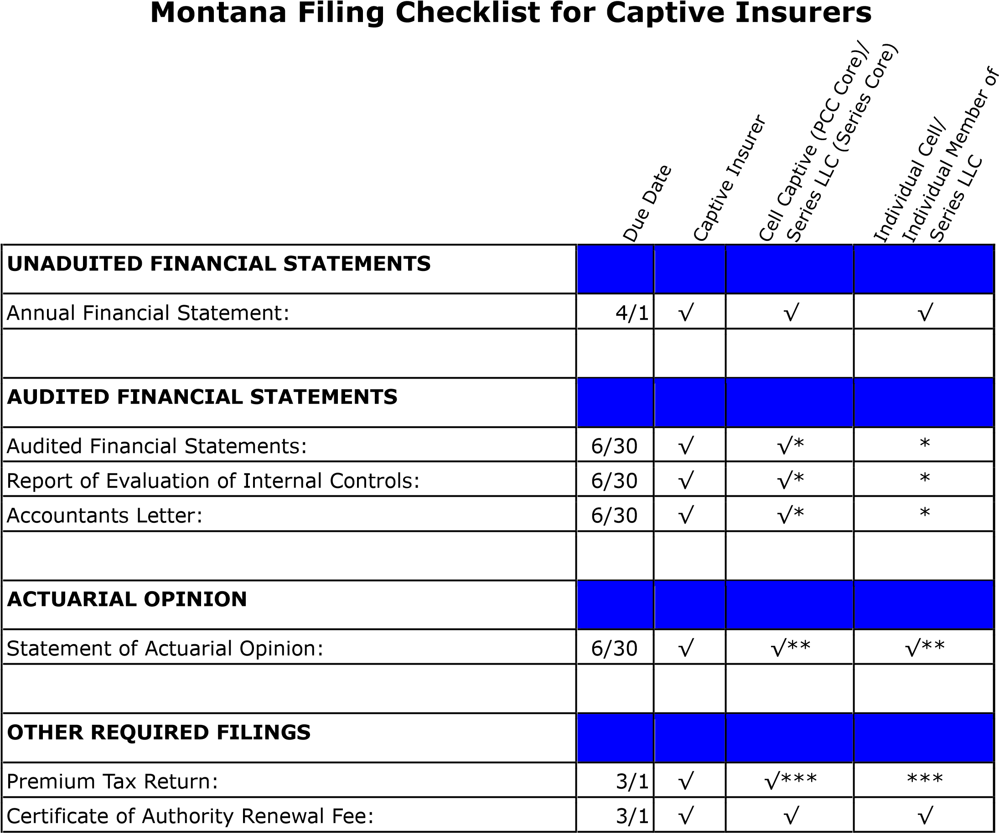 Montana Filing Checklist for Captive Insurers
Due Date
Captive Insurer
Cell Captive (PCC Core)/
Series LLC (Series Core)
Individual Cell/
Individual Member of
Series LLC
UNADUITED FINANCIAL STATEMENTS
Annual Financial Statement: 4/1 √ √ √
AUDITED FINANCIAL STATEMENTS
Audited Financial Statements: 6/30 √ √* *
Report of Evaluation of Internal Controls: 6/30 √ √* *
Accountants Letter: 6/30 √ √* *
ACTUARIAL OPINION
Statement of Actuarial Opinion: 6/30 √ √** √**
OTHER REQUIRED FILINGS
Premium Tax Return: 3/1 √ √*** ***
Certificate of Authority Renewal Fee: 3/1 √ √ √